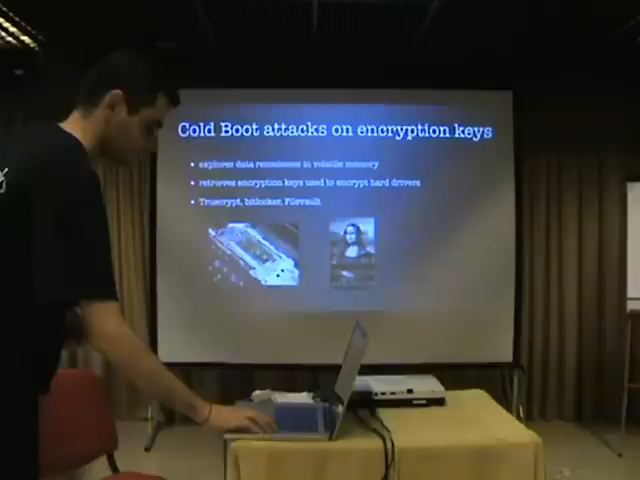 Cold Boot attacks on encryption keys
• explores data remanence in volatile memory
• retrieves encryption keys used to encrypt hard drivers
• Truecrypt, bitlocker, Filevault